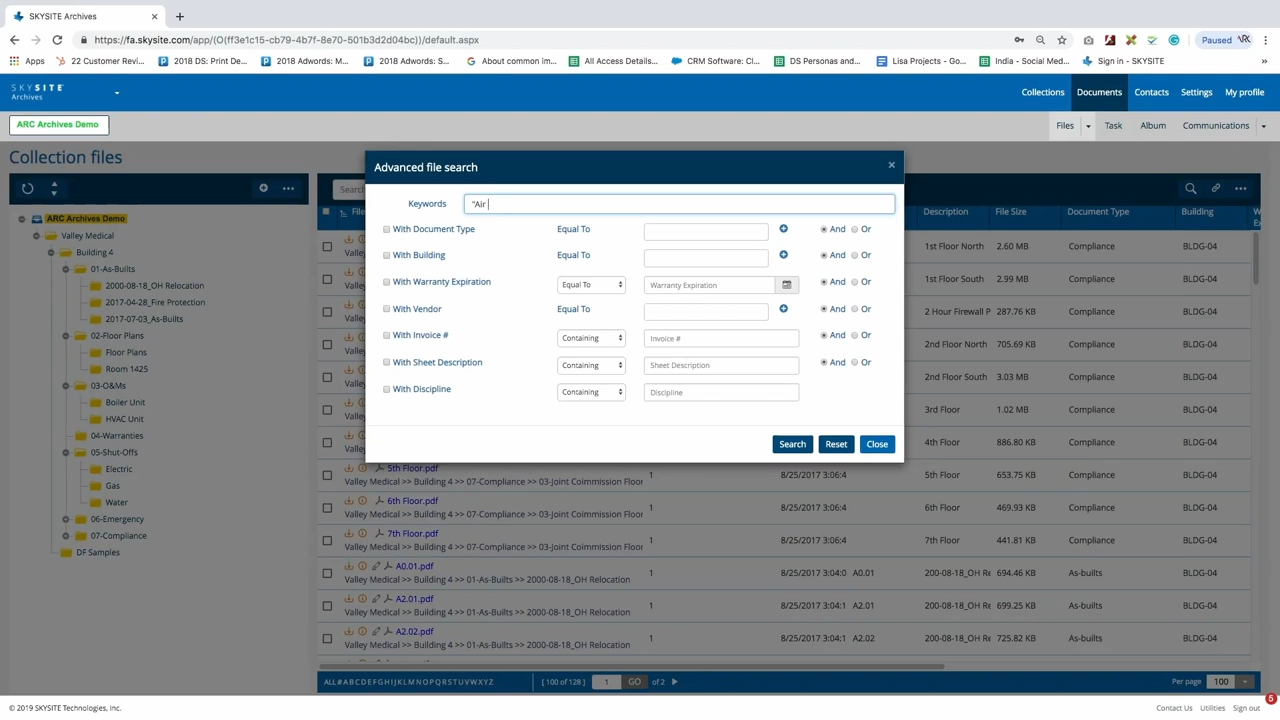 SKYSITE Archives
https://fa.skysite.com/app/(O(ff3e1c15-cb79-4b7f-8e70-501b3d2d04bc))/default.aspx
Paused
Apps 22 Customer Revi... 2018 DS: Print De... 2018 Adwords: M... 2018 Adwords: S... About common im... All Access Details... CRM Software: Cl... DS Personas and... Lisa Projects - Go... India - Social Med... Sign in - SKYSITE »
SKYSITE
Archives
Collections Documents Contacts Settings My profile
ARC Archives Demo
Files Task Album Communications
Collection files
Advanced file search
Keywords "Air
With Document Type Equal To And Or
With Building Equal To And Or
With Warranty Expiration Equal To Warranty Expiration And Or
With Vendor Equal To And Or
With Invoice # Containing Invoice # And Or
With Sheet Description Containing Sheet Description And Or
With Discipline Containing Discipline
Search Reset Close
ARC Archives Demo
Valley Medical
Building 4
01-As-Builts
2000-08-18_OH Relocation
2017-04-28_Fire Protection
2017-07-03_As-Builts
02-Floor Plans
Floor Plans
Room 1425
03-O&Ms
Boiler Unit
HVAC Unit
04-Warranties
05-Shut-Offs
Electric
Gas
Water
06-Emergency
07-Compliance
DF Samples
Description File Size Document Type Building
1st Floor North 2.60 MB Compliance BLDG-04
1st Floor South 2.99 MB Compliance BLDG-04
2 Hour Firewall P 287.76 KB Compliance BLDG-04
2nd Floor North 705.69 KB Compliance BLDG-04
2nd Floor South 3.03 MB Compliance BLDG-04
3rd Floor 1.02 MB Compliance BLDG-04
4th Floor 886.80 KB Compliance BLDG-04
5th Floor.pdf
Valley Medical >> Building 4 >> 07-Compliance >> 03-Joint Coimmission Floor 1 8/25/2017 3:06:4 5th Floor 653.75 KB Compliance BLDG-04
6th Floor.pdf
Valley Medical >> Building 4 >> 07-Compliance >> 03-Joint Coimmission Floor 1 8/25/2017 3:06:4 6th Floor 469.93 KB Compliance BLDG-04
7th Floor.pdf
Valley Medical >> Building 4 >> 07-Compliance >> 03-Joint Coimmission Floor 1 8/25/2017 3:06:4 7th Floor 441.81 KB Compliance BLDG-04
A0.01.pdf
Valley Medical >> Building 4 >> 01-As-Builts >> 2000-08-18_OH Relocation 1 8/25/2017 3:04:0 A0.01 200-08-18_OH Re 694.46 KB As-builts BLDG-04
A2.01.pdf
Valley Medical >> Building 4 >> 01-As-Builts >> 2000-08-18_OH Relocation 1 8/25/2017 3:04:1 A2.01 200-08-18_OH Re 699.25 KB As-builts BLDG-04
A2.02.pdf
Valley Medical >> Building 4 >> 01-As-Builts >> 2000-08-18_OH Relocation 1 8/25/2017 3:04:1 A2.02 200-08-18_OH Re 725.82 KB As-builts BLDG-04
ALL # A B C D E F G H I J K L M N O P Q R S T U V W X Y Z [ 100 of 128 ] 1 GO of 2 Per page 100
© 2019 SKYSITE Technologies, Inc. Contact Us Utilities Sign out 5